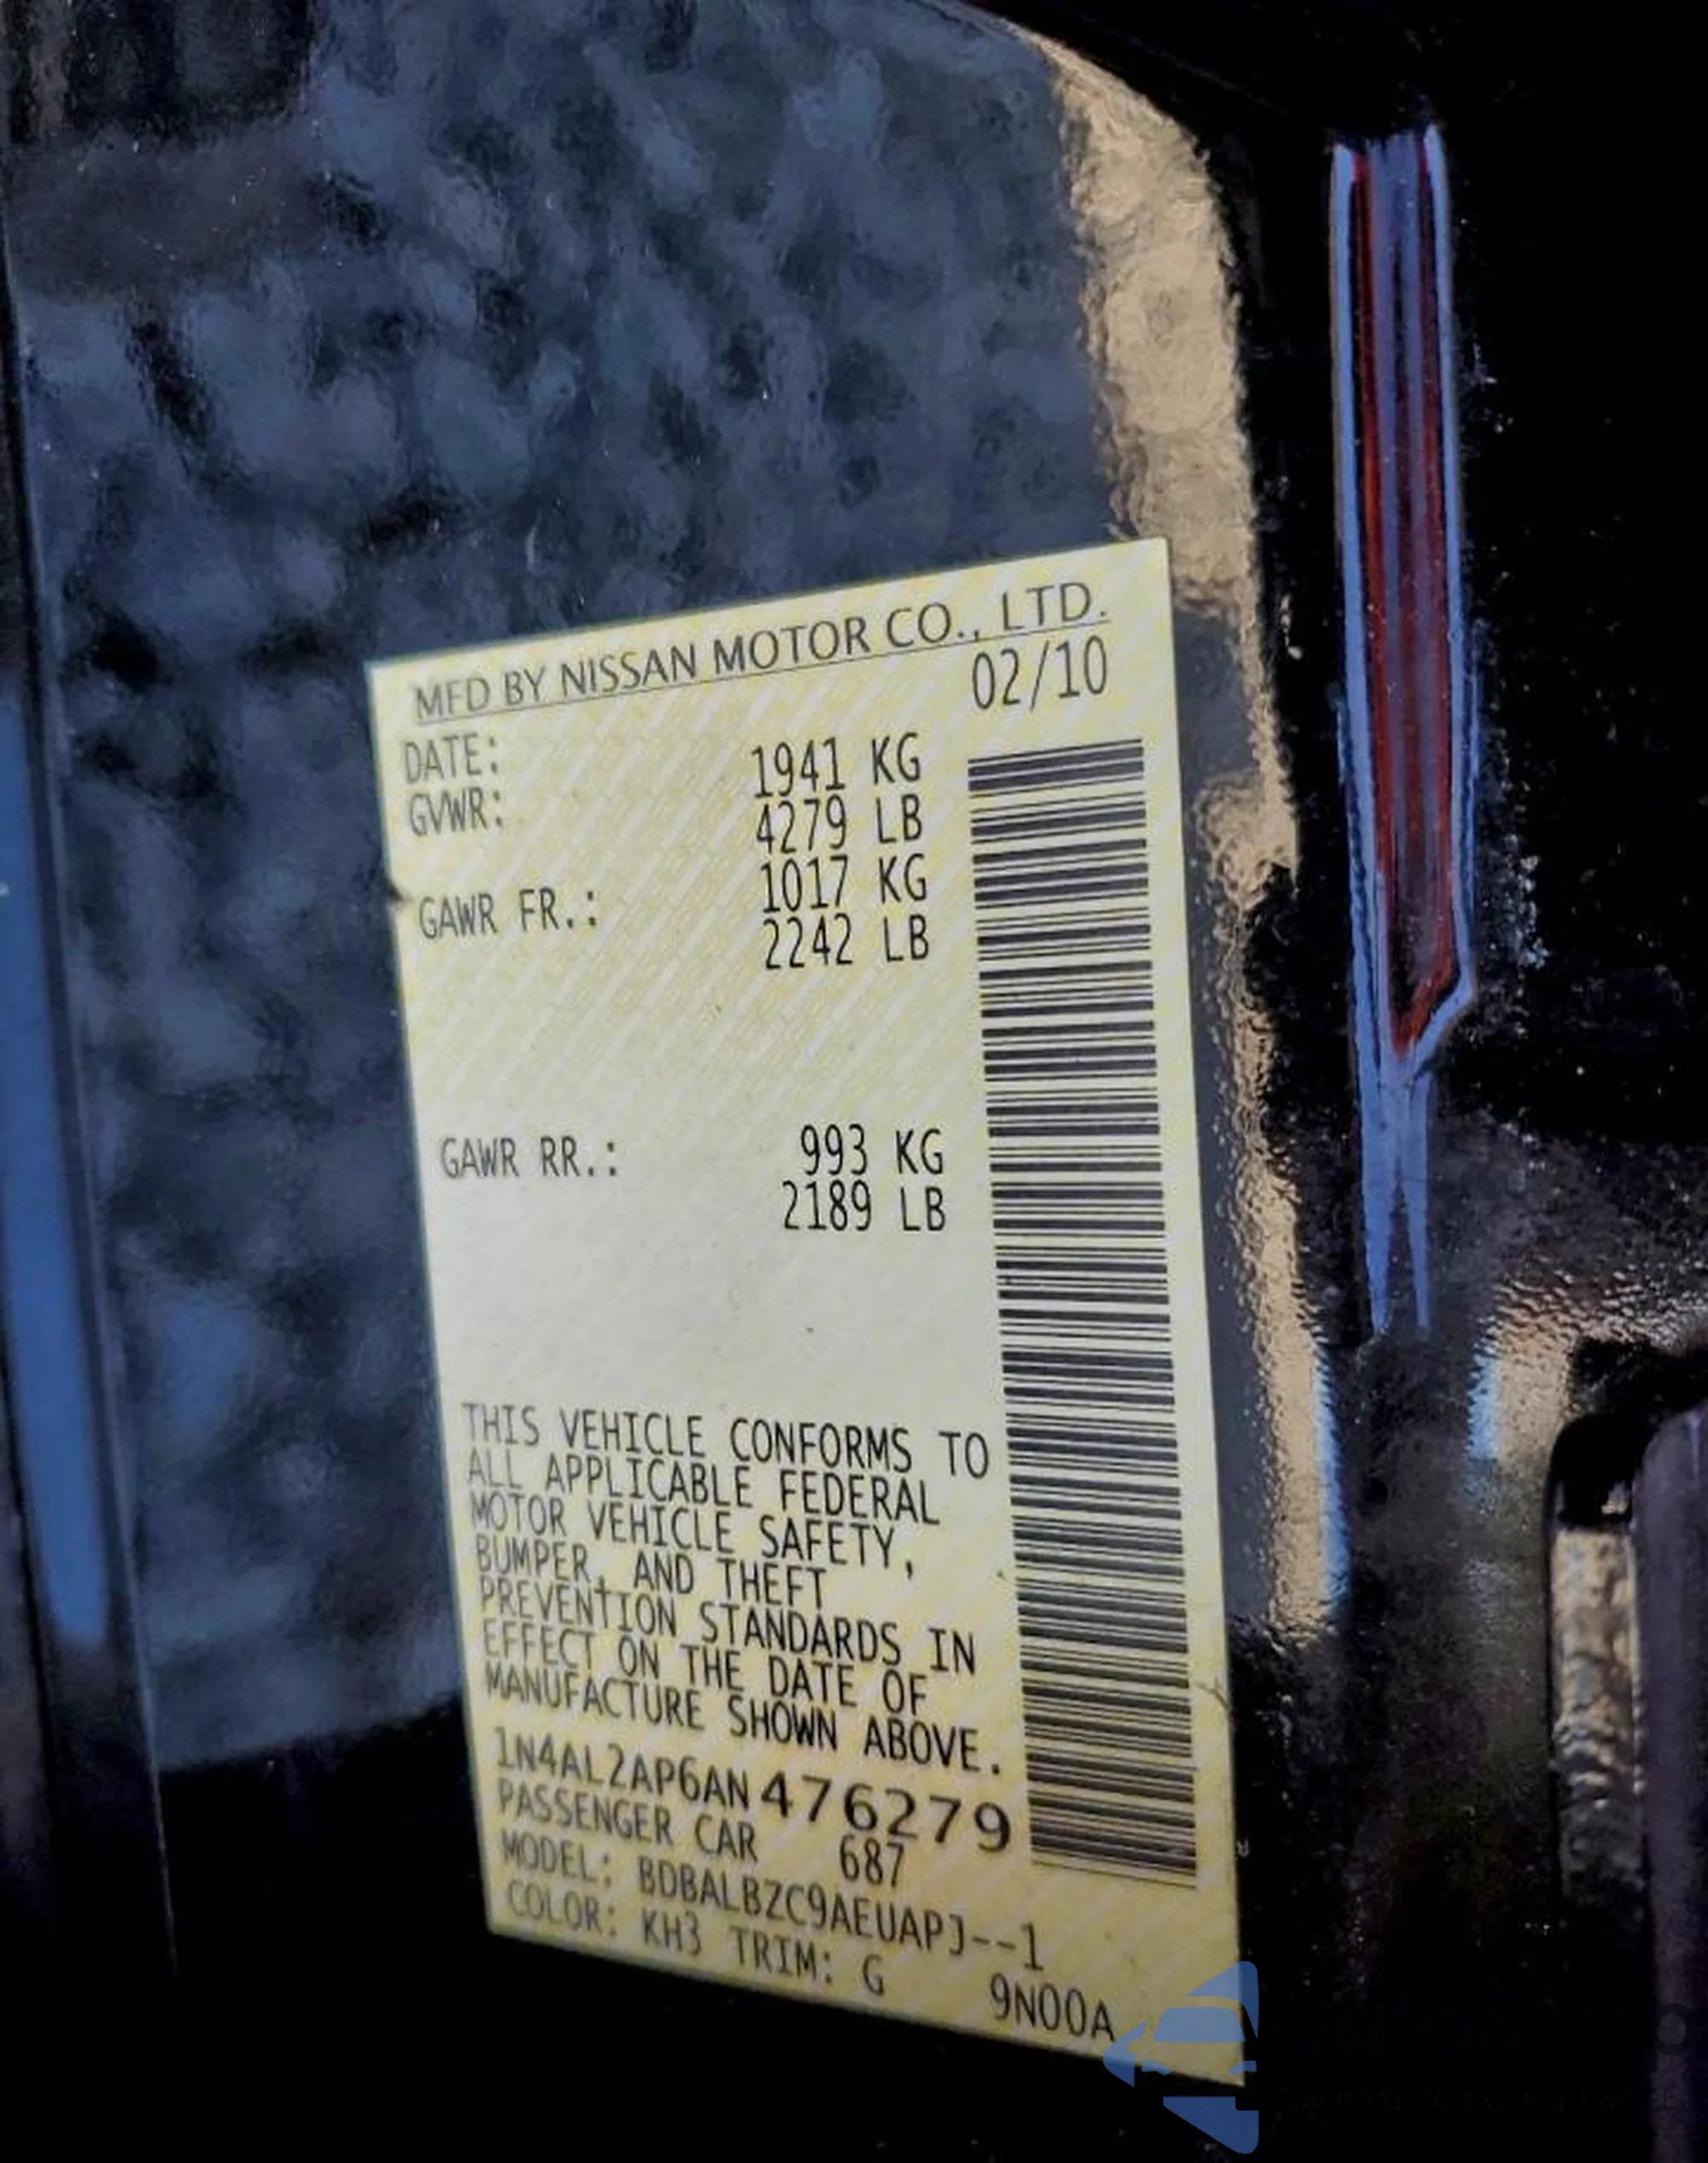 MFD BY NISSAN MOTOR CO., LTD.
DATE: 02/10
GVWR: 1941 KG
4279 LB
GAWR FR.: 1017 KG
2242 LB
GAWR RR.: 993 KG
2189 LB
THIS VEHICLE CONFORMS TO
ALL APPLICABLE FEDERAL
MOTOR VEHICLE SAFETY,
BUMPER, AND THEFT
PREVENTION STANDARDS IN
EFFECT ON THE DATE OF
MANUFACTURE SHOWN ABOVE.
1N4AL2AP6AN476279
PASSENGER CAR 687
MODEL: BDBALBZC9AEUAPJ--1
COLOR: KH3 TRIM: G 9N00A